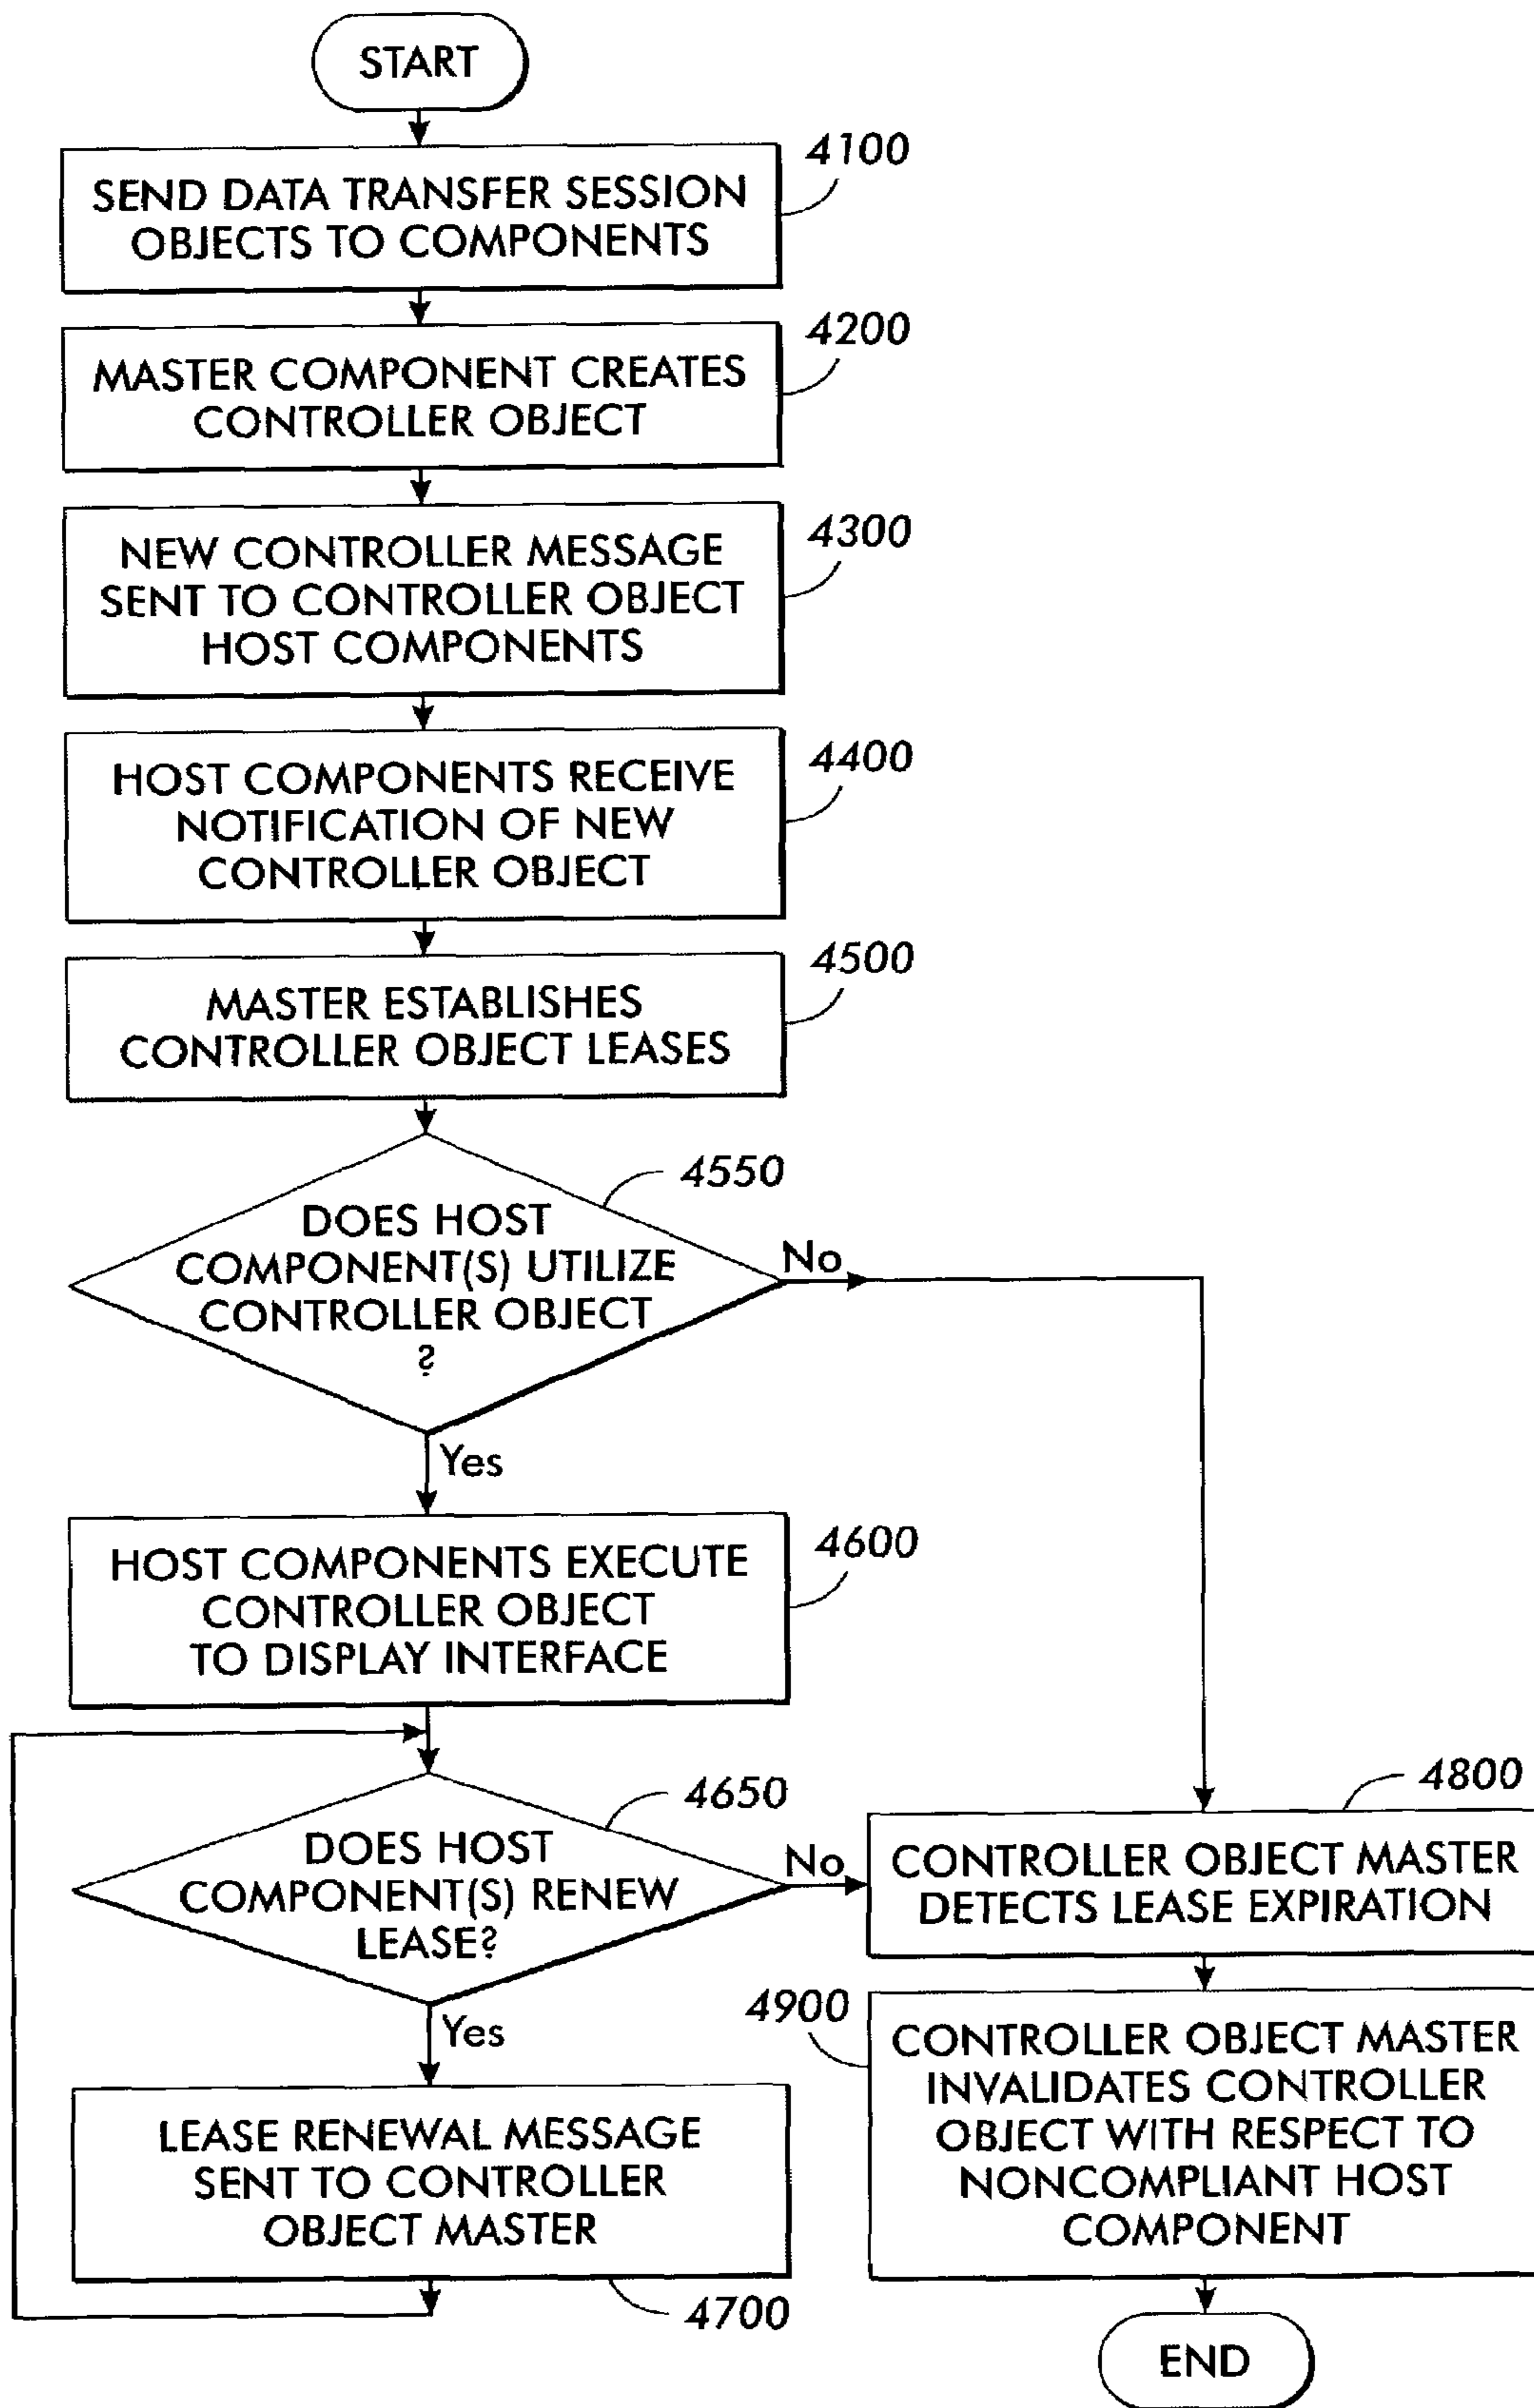 START
4100
SEND DATA TRANSFER SESSION
OBJECTS TO COMPONENTS
4200
MASTER COMPONENT CREATES
CONTROLLER OBJECT
4300
NEW CONTROLLER MESSAGE
SENT TO CONTROLLER OBJECT
HOST COMPONENTS
4400
HOST COMPONENTS RECEIVE
NOTIFICATION OF NEW
CONTROLLER OBJECT
4500
MASTER ESTABLISHES
CONTROLLER OBJECT LEASES
4550
DOES HOST
COMPONENT(S) UTILIZE
CONTROLLER OBJECT
?
No
Yes
4600
HOST COMPONENTS EXECUTE
CONTROLLER OBJECT
TO DISPLAY INTERFACE
4650
DOES HOST
COMPONENT(S) RENEW
LEASE?
No
Yes
LEASE RENEWAL MESSAGE
SENT TO CONTROLLER
OBJECT MASTER
4700
4800
CONTROLLER OBJECT MASTER
DETECTS LEASE EXPIRATION
4900
CONTROLLER OBJECT MASTER
INVALIDATES CONTROLLER
OBJECT WITH RESPECT TO
NONCOMPLIANT HOST
COMPONENT
END